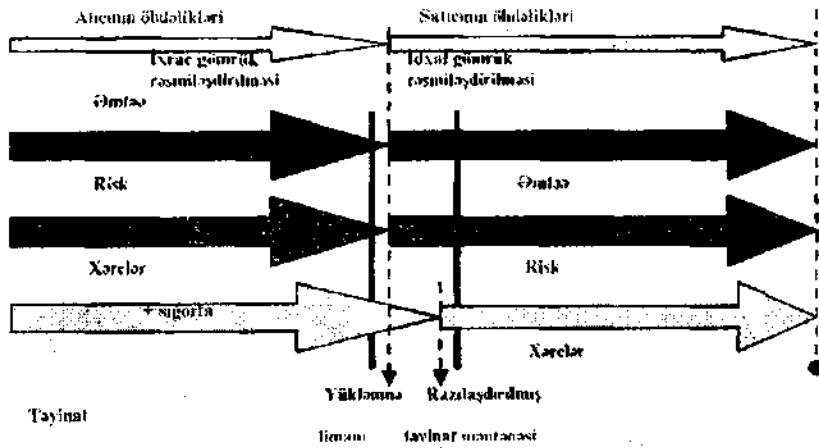 Alıcının öhdəlikləri Satıcının öhdəlikləri
İxrac gömrük İdxal gömrük
rəsmiləşdirilməsi rəsmiləşdirilməsi
Əmtəə
Risk Əmtəə
Xərclər Risk
+ sığorta
Xərclər
Yükləmə Razılaşdırılmış
Təyinat
limanı təyinat məntəqəsi